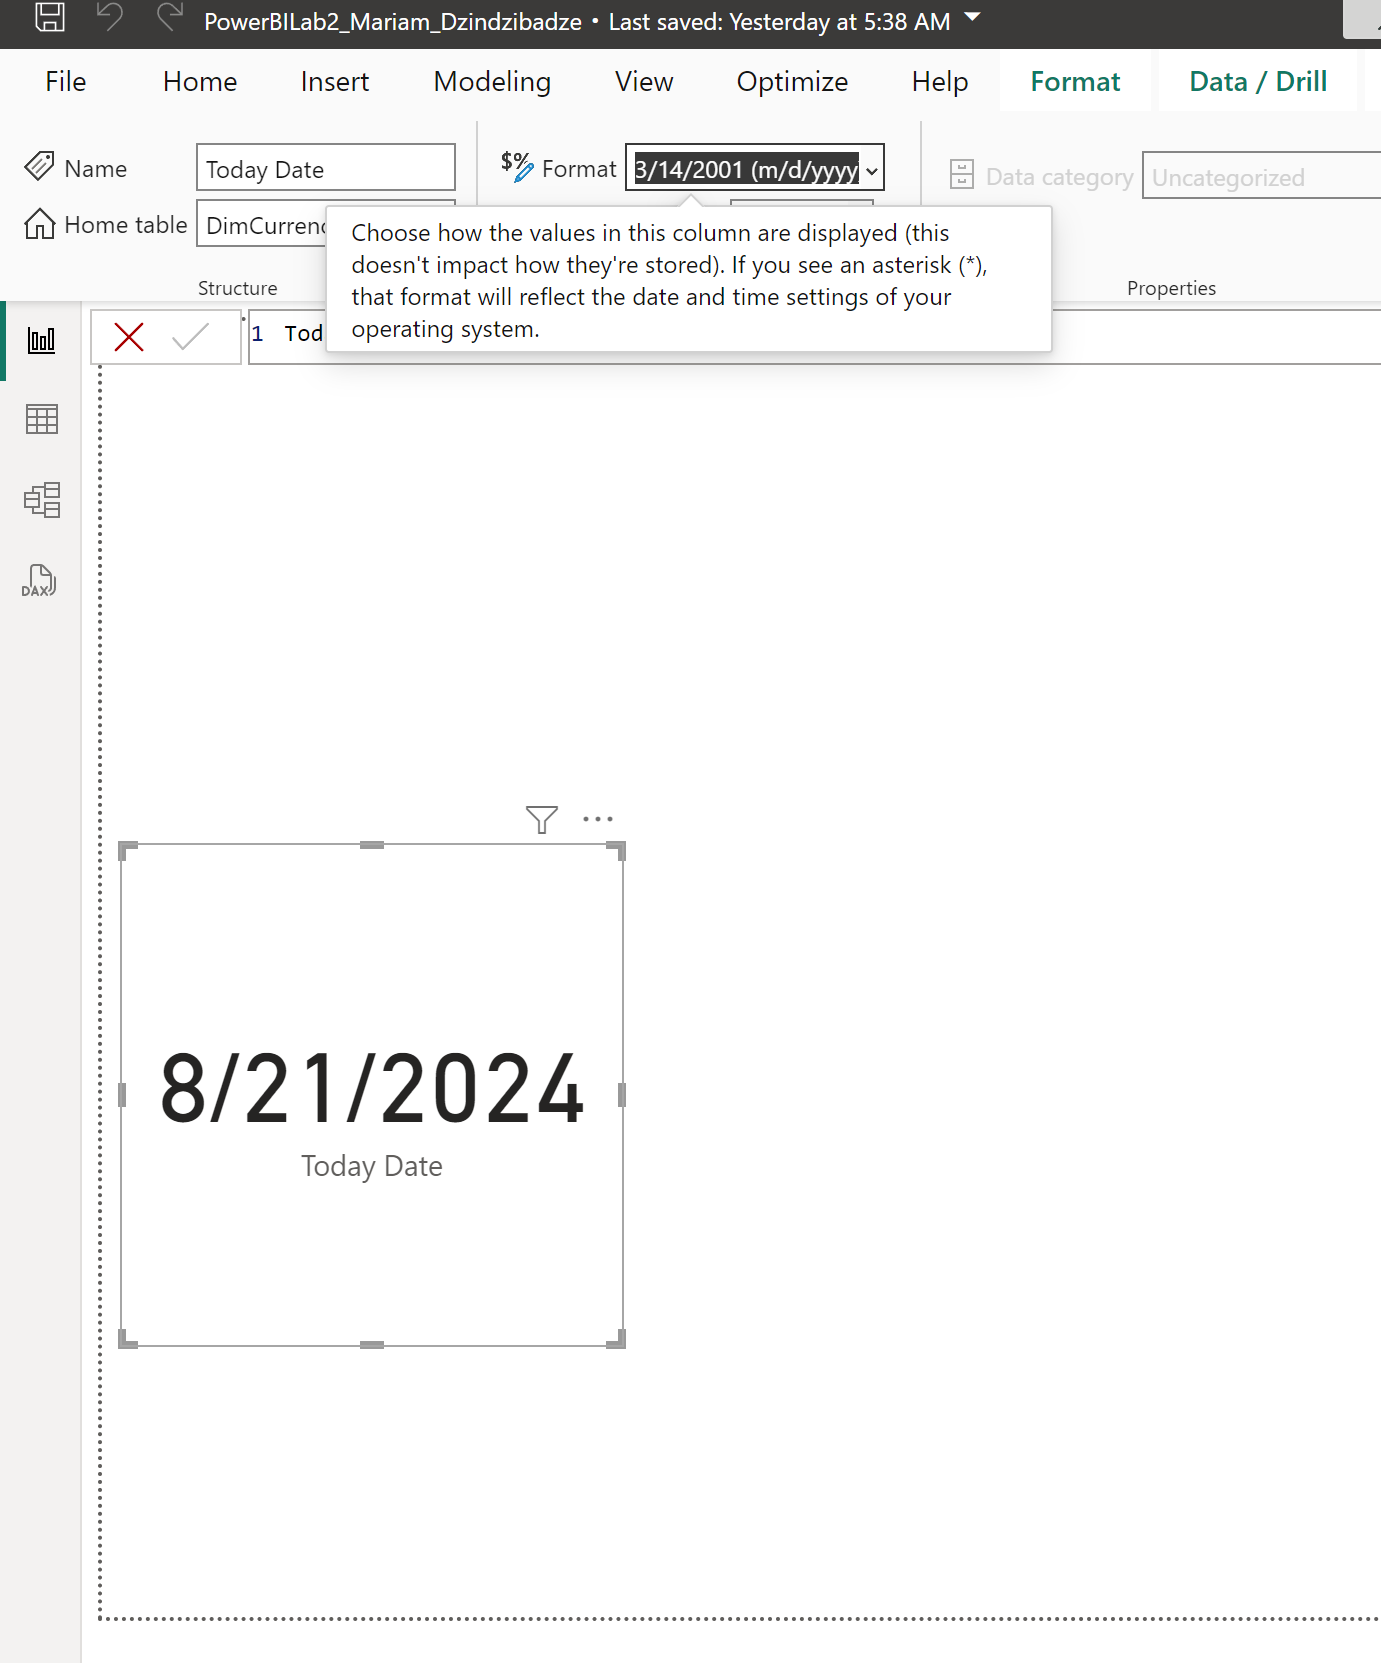 PowerBILab2_Mariam_Dzindzibadze • Last saved: Yesterday at 5:38 AM
File Home Insert Modeling View Optimize Help Format Data / Drill
Name Today Date $% Format 3/14/2001 (m/d/yyyy Data category Uncategorized
Home table DimCurrenc
Choose how the values in this column are displayed (this
doesn't impact how they're stored). If you see an asterisk (*),
that format will reflect the date and time settings of your
operating system.
Structure Properties
1 Tod
DAX
8/21/2024
Today Date